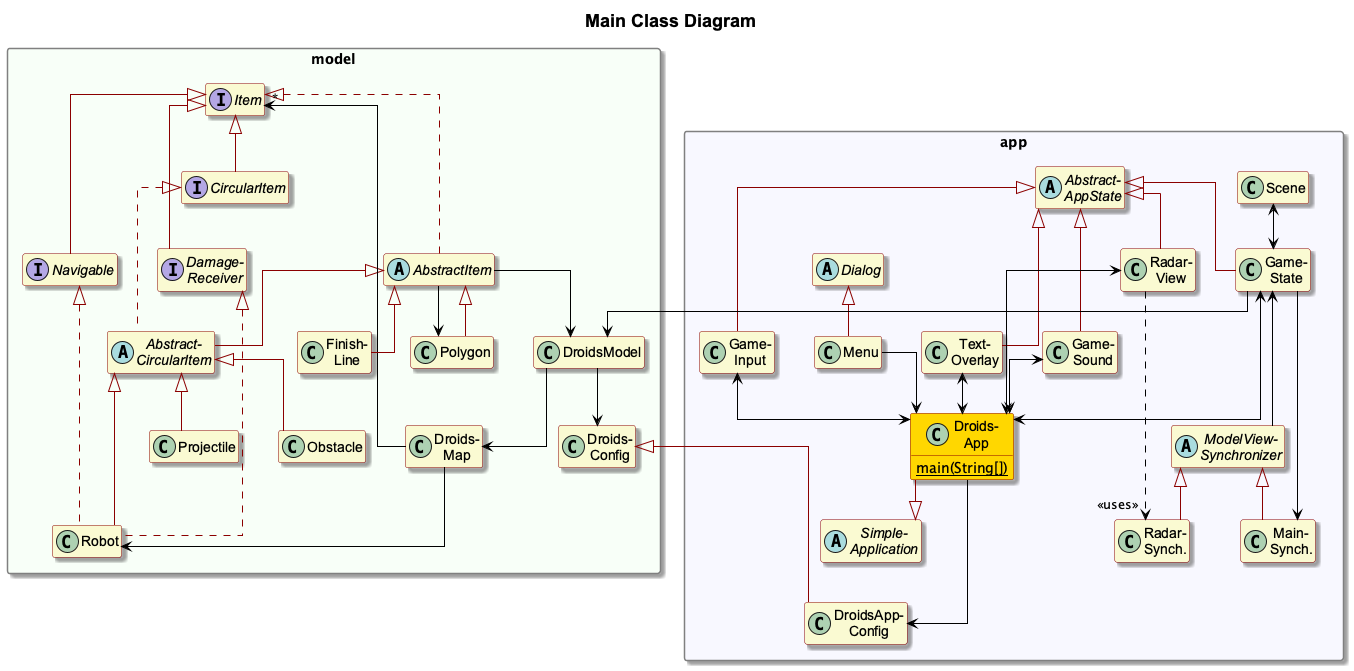 Main Class Diagram
model
I Item
*
I CircularItem
I Navigable
I Damage-
Receiver
A AbstractItem
A Abstract-
CircularItem
C Finish-
Line
C Polygon
C DroidsModel
C Projectile
C Obstacle
C Droids-
Map
C Droids-
Config
C Robot
app
A Abstract-
AppState
C Scene
A Dialog
C Radar-
View
C Game-
State
C Game-
Input
C Menu
C Text-
Overlay
C Game-
Sound
C Droids-
App
main(String[])
A ModelView-
Synchronizer
«uses»
A Simple-
Application
C Radar-
Synch.
C Main-
Synch.
C DroidsApp-
Config